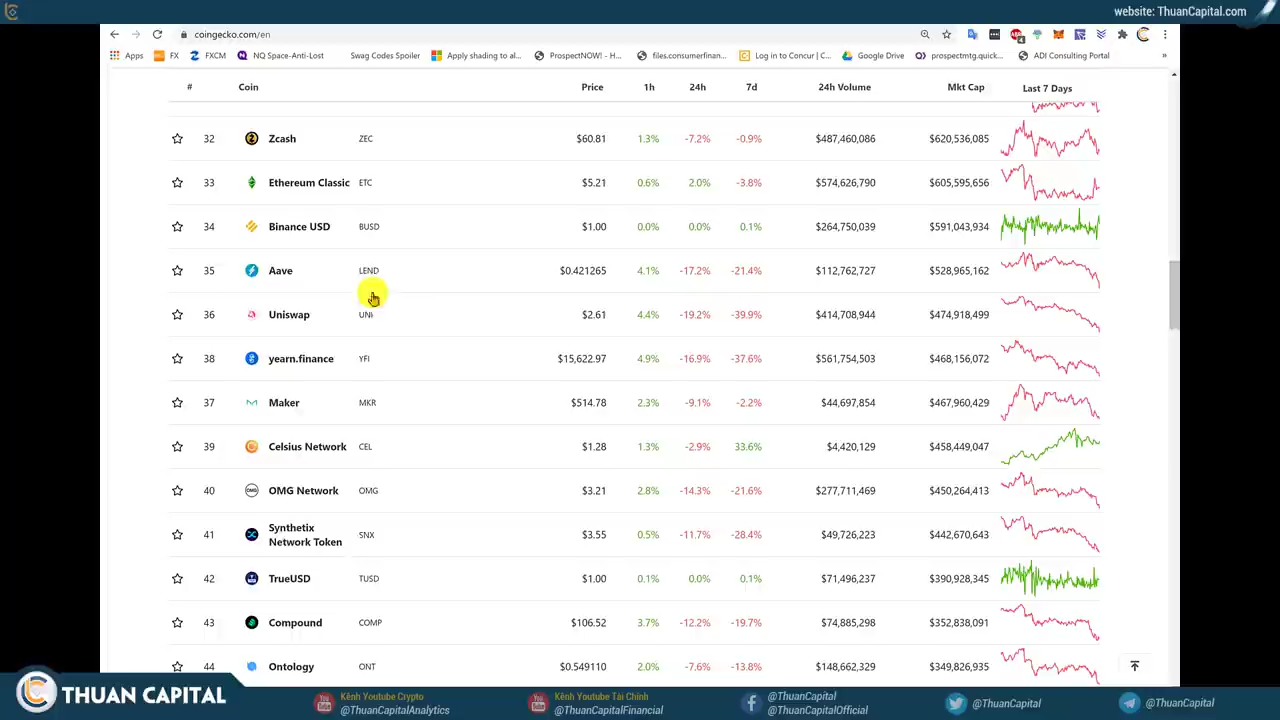 website: ThuanCapital.com
coingecko.com/en
Apps FX FXCM NQ Space-Anti-Lost Swag Codes Spoiler Apply shading to al... ProspectNOW! - H... files.consumerfinan... Log in to Concur | C... Google Drive prospectmtg.quick... ADI Consulting Portal »
# Coin Price 1h 24h 7d 24h Volume Mkt Cap Last 7 Days
32 Zcash ZEC $60.81 1.3% -7.2% -0.9% $487,460,086 $620,536,085
33 Ethereum Classic ETC $5.21 0.6% 2.0% -3.8% $574,626,790 $605,595,656
34 Binance USD BUSD $1.00 0.0% 0.0% 0.1% $264,750,039 $591,043,934
35 Aave LEND $0.421265 4.1% -17.2% -21.4% $112,762,727 $528,965,162
36 Uniswap UNI $2.61 4.4% -19.2% -39.9% $414,708,944 $474,918,499
38 yearn.finance YFI $15,622.97 4.9% -16.9% -37.6% $561,754,503 $468,156,072
37 Maker MKR $514.78 2.3% -9.1% -2.2% $44,697,854 $467,960,429
39 Celsius Network CEL $1.28 1.3% -2.9% 33.6% $4,420,129 $458,449,047
40 OMG Network OMG $3.21 2.8% -14.3% -21.6% $277,711,469 $450,264,413
41 Synthetix Network Token SNX $3.55 0.5% -11.7% -28.4% $49,726,223 $442,670,643
42 TrueUSD TUSD $1.00 0.1% 0.0% 0.1% $71,496,237 $390,928,345
43 Compound COMP $106.52 3.7% -12.2% -19.7% $74,885,298 $352,838,091
44 Ontology ONT $0.549110 2.0% -7.6% -13.8% $148,662,329 $349,826,935
THUAN CAPITAL
Kênh Youtube Crypto
@ThuanCapitalAnalytics
Kênh Youtube Tài Chính
@ThuanCapitalFinancial
@ThuanCapital
@ThuanCapitalOfficial
@ThuanCapital
@ThuanCapital